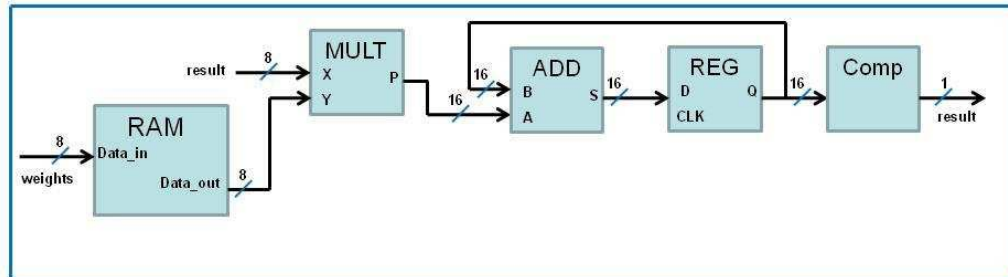 MULT
8
result
X
P
Y
16
RAM
8
Data_in
weights
Data_out
8
ADD
16
B
S
A
16
REG
D
Q
CLK
16
Comp
1
result